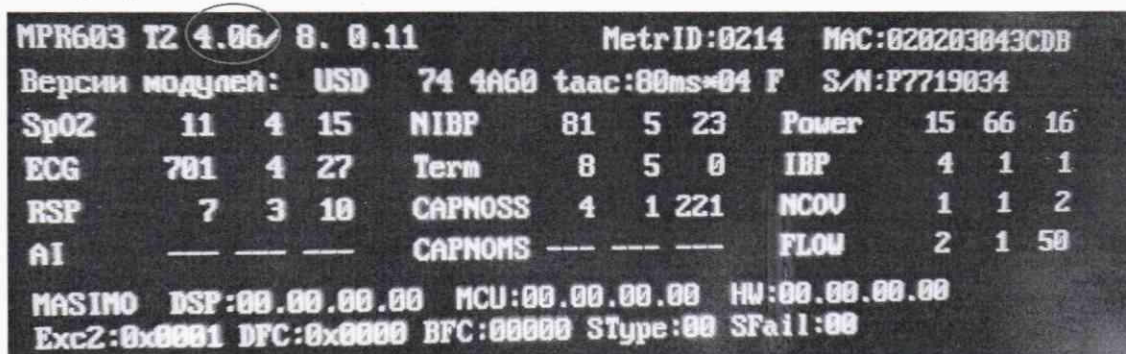 MPR603 T2 4.06/ 8. 0.11 MetrID:0214 MAC:020203043CDB
Версии модулей: USD 74 4A60 taac:80ms*04 F S/N:P7719034
SpO2 11 4 15 NIBP 81 5 23 Power 15 66 16
ECG 701 4 27 Term 8 5 0 IBP 4 1 1
RSP 7 3 10 CAPNOSS 4 1 221 NCOV 1 1 2
AI --- --- --- CAPNOMS --- --- --- FLOW 2 1 50
MASIMO DSP:00.00.00.00 MCU:00.00.00.00 HW:00.00.00.00
Exc2:0x0001 DFC:0x0000 BFC:00000 SType:00 SFail:00